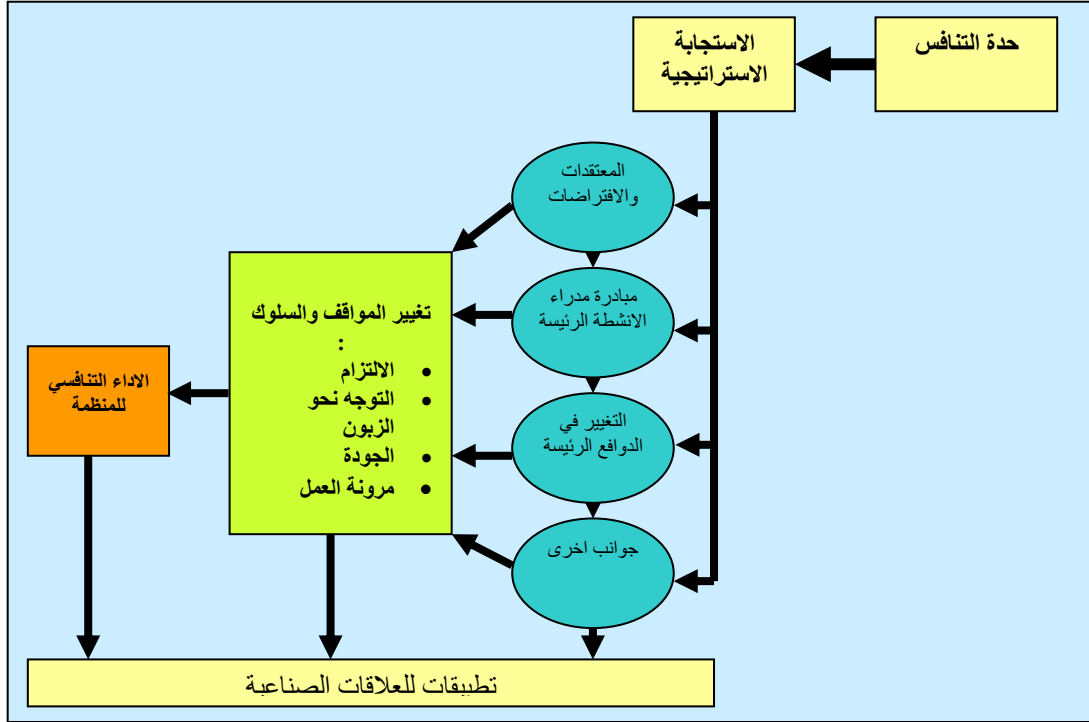 حدة التنافس
الاستجابة
الاستراتيجية
المعتقدات
والافتراضات
مبادرة مدراء
الانشطة الرئيسة
التغيير في
الدوافع الرئيسة
جوانب اخرى
تغيير المواقف والسلوك
:
• الالتزام
• التوجه نحو
الزبون
• الجودة
• مرونة العمل
الاداء التنافسي
للمنظمة
تطبيقات للعلاقات الصناعية